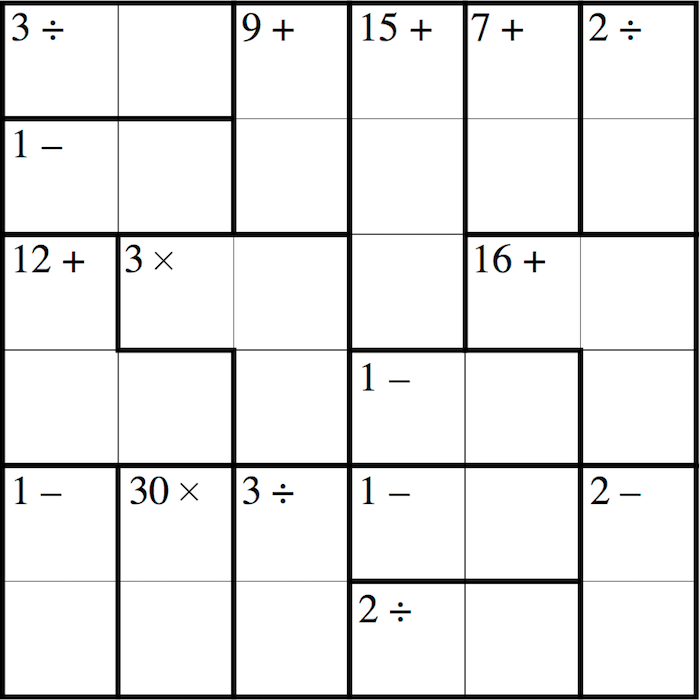 3 ÷ 9 + 15 + 7 + 2 ÷
1 –
12 + 3 × 16 +
1 –
1 – 30 × 3 ÷ 1 – 2 –
2 ÷